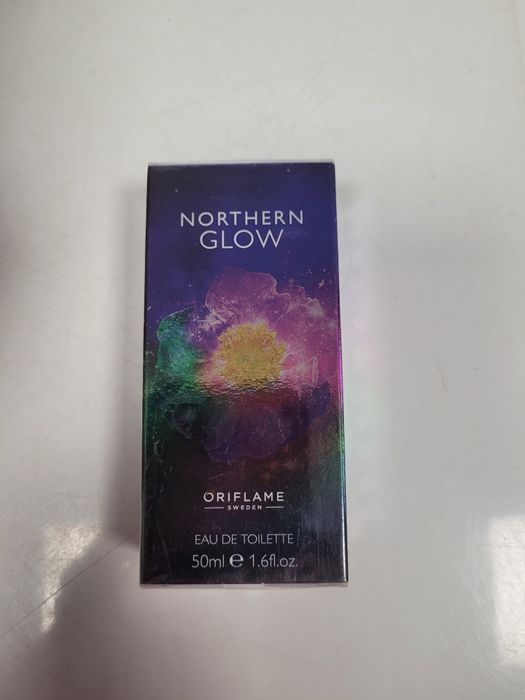 NORTHERN
GLOW
ORIFLAME
SWEDEN
EAU DE TOILETTE
50ml ℮ 1.6fl.oz.